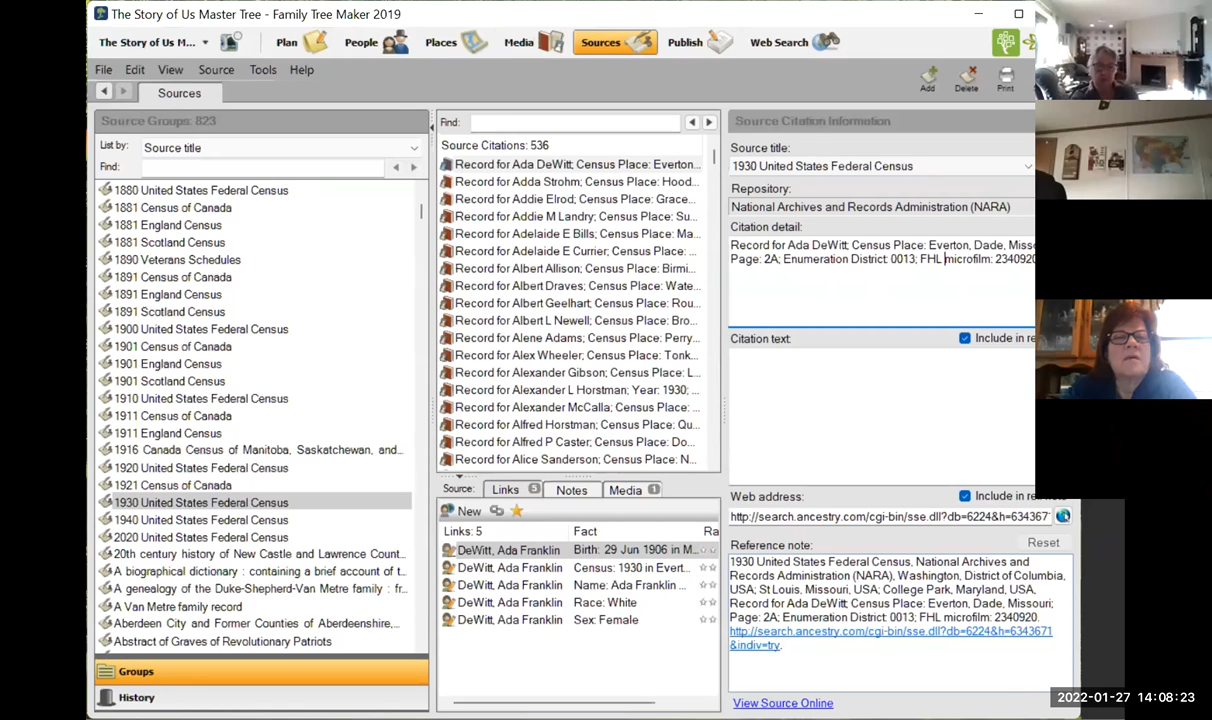 The Story of Us Master Tree - Family Tree Maker 2019
The Story of Us M...
Plan
People
Places
Media
Sources
Publish
Web Search
File Edit View Source Tools Help
Add
Delete
Print
Sources
Source Groups: 823
List by: Source title
Find:
1880 United States Federal Census
1881 Census of Canada
1881 England Census
1881 Scotland Census
1890 Veterans Schedules
1891 Census of Canada
1891 England Census
1891 Scotland Census
1900 United States Federal Census
1901 Census of Canada
1901 England Census
1901 Scotland Census
1910 United States Federal Census
1911 Census of Canada
1911 England Census
1916 Canada Census of Manitoba, Saskatchewan, and...
1920 United States Federal Census
1921 Census of Canada
1930 United States Federal Census
1940 United States Federal Census
2020 United States Federal Census
20th century history of New Castle and Lawrence Count...
A biographical dictionary : containing a brief account of t...
A genealogy of the Duke-Shepherd-Van Metre family : fr...
A Van Metre family record
Aberdeen City and Former Counties of Aberdeenshire,...
Abstract of Graves of Revolutionary Patriots
Groups
History
Find:
Source Citations: 536
Record for Ada DeWitt; Census Place: Everton...
Record for Adda Strohm; Census Place: Hood...
Record for Addie Elrod; Census Place: Grace...
Record for Addie M Landry; Census Place: Su...
Record for Adelaide E Bills; Census Place: Ma...
Record for Adelaide E Currier; Census Place: ...
Record for Albert Allison; Census Place: Birmi...
Record for Albert Draves; Census Place: Wate...
Record for Albert Geelhart; Census Place: Rou...
Record for Albert L Newell; Census Place: Bro...
Record for Alene Adams; Census Place: Perry...
Record for Alex Wheeler; Census Place: Tonk...
Record for Alexander Gibson; Census Place: L...
Record for Alexander L Horstman; Year: 1930; ...
Record for Alexander McCalla; Census Place: ...
Record for Alfred Horstman; Census Place: Qu...
Record for Alfred P Caster; Census Place: Do...
Record for Alice Sanderson; Census Place: N...
Source: Links 5 Notes Media 1
New
Links: 5 Fact Ra
DeWitt, Ada Franklin Birth: 29 Jun 1906 in M...
DeWitt, Ada Franklin Census: 1930 in Evert...
DeWitt, Ada Franklin Name: Ada Franklin ...
DeWitt, Ada Franklin Race: White
DeWitt, Ada Franklin Sex: Female
Source Citation Information
Source title:
1930 United States Federal Census
Repository:
National Archives and Records Administration (NARA)
Citation detail:
Record for Ada DeWitt; Census Place: Everton, Dade, Misso
Page: 2A; Enumeration District: 0013; FHL microfilm: 2340920
Citation text: Include in re
Web address: Include in re
http://search.ancestry.com/cgi-bin/sse.dll?db=6224&h=634367
Reference note: Reset
1930 United States Federal Census, National Archives and
Records Administration (NARA), Washington, District of Columbia,
USA; St Louis, Missouri, USA; College Park, Maryland, USA.
Record for Ada DeWitt; Census Place: Everton, Dade, Missouri;
Page: 2A; Enumeration District: 0013; FHL microfilm: 2340920.
http://search.ancestry.com/cgi-bin/sse.dll?db=6224&h=6343671
&indiv=try.
View Source Online
2022-01-27 14:08:23